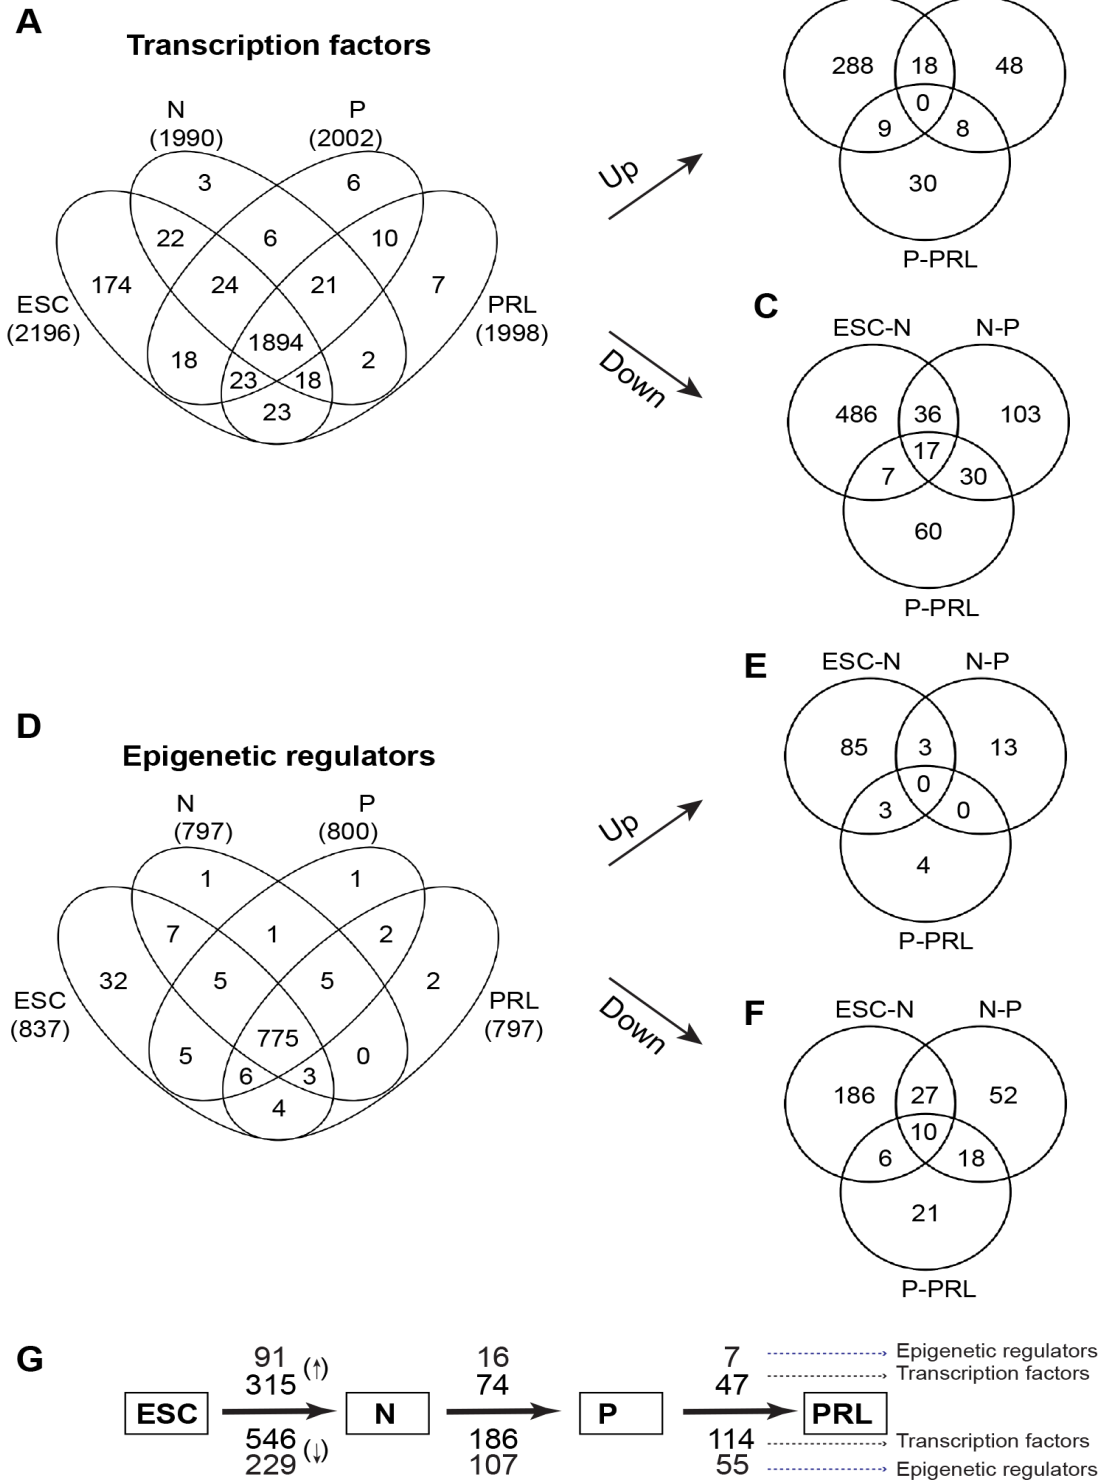 A
Transcription factors
N
(1990)
P
(2002)
3
6
22
6
10
174
24
21
7
ESC
(2196)
PRL
(1998)
1894
18
2
23
18
23
Up
Down
288
18
48
0
9
8
30
P-PRL
C
ESC-N
N-P
486
36
103
17
7
30
60
P-PRL
D
Epigenetic regulators
N
(797)
P
(800)
1
1
7
1
2
32
5
5
2
ESC
(837)
PRL
(797)
775
5
0
6
3
4
Up
Down
E
ESC-N
N-P
85
3
13
0
3
0
4
P-PRL
F
ESC-N
N-P
186
27
52
10
6
18
21
P-PRL
G
91
315
(↑)
16
74
7
47
Epigenetic regulators
Transcription factors
ESC
N
P
PRL
546
229
(↓)
186
107
114
55
Transcription factors
Epigenetic regulators